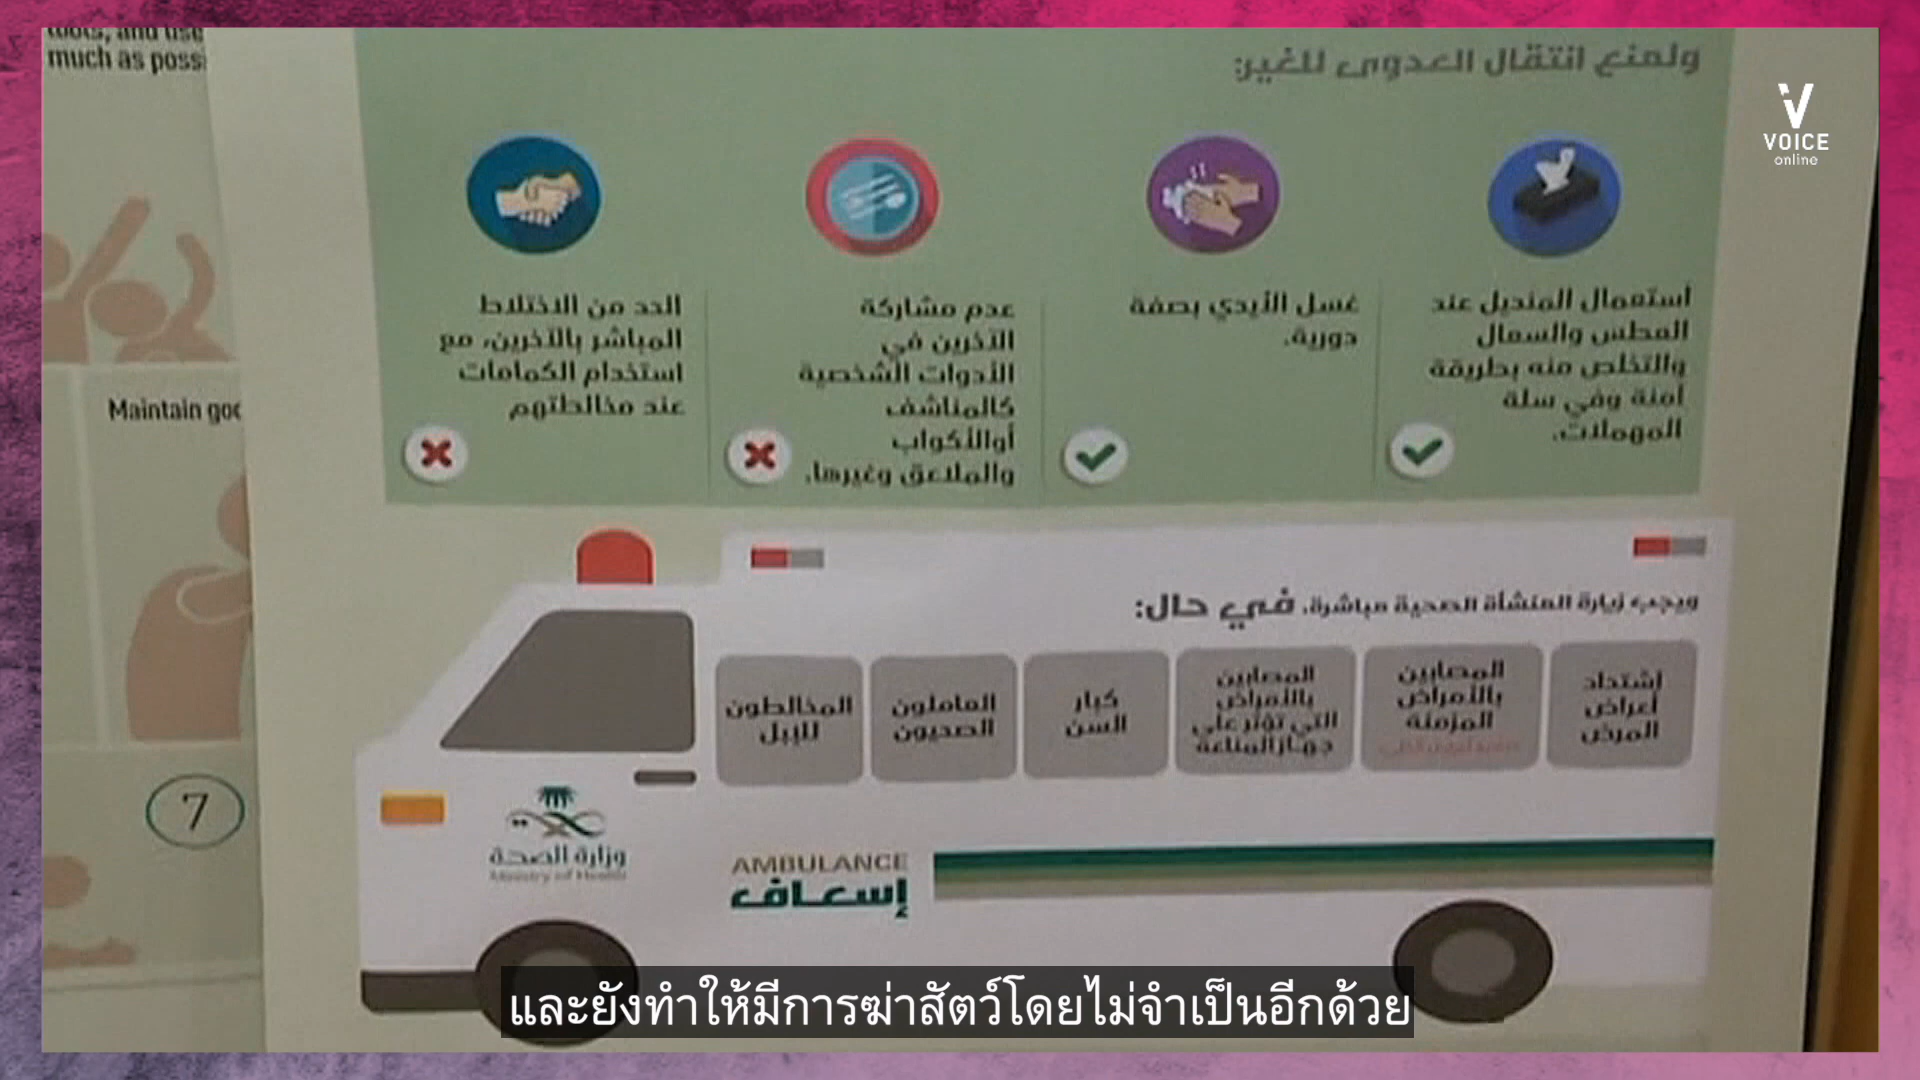 tools, and use
much as poss
Maintain goo
7
ولمنع انتقال العدوى للغير:
استعمال المنديل عند
العطس والسعال
والتخلص منه بطريقة
آمنة وفي سلة
المهملات.
غسل الأيدي بصفة
دورية.
عدم مشاركة
الآخرين في
الأدوات الشخصية
كالمناشف
أوالأكواب
والملاعق وغيرها.
الحد من الاختلاط
المباشر بالآخرين، مع
استخدام الكمامات
عند مخالطتهم
ويجب زيارة المنشأة الصحية مباشرة، في حال:
اشتداد
أعراض
المرض
المصابين
بالأمراض
المزمنة
المصابين
بالأمراض
التي تؤثر على
جهاز المناعة
كبار
السن
العاملون
الصحيون
المخالطون
للإبل
وزارة الصحة
Ministry of Health
AMBULANCE
إسعاف
VOICE
online
และยังทำให้มีการฆ่าสัตว์โดยไม่จำเป็นอีกด้วย